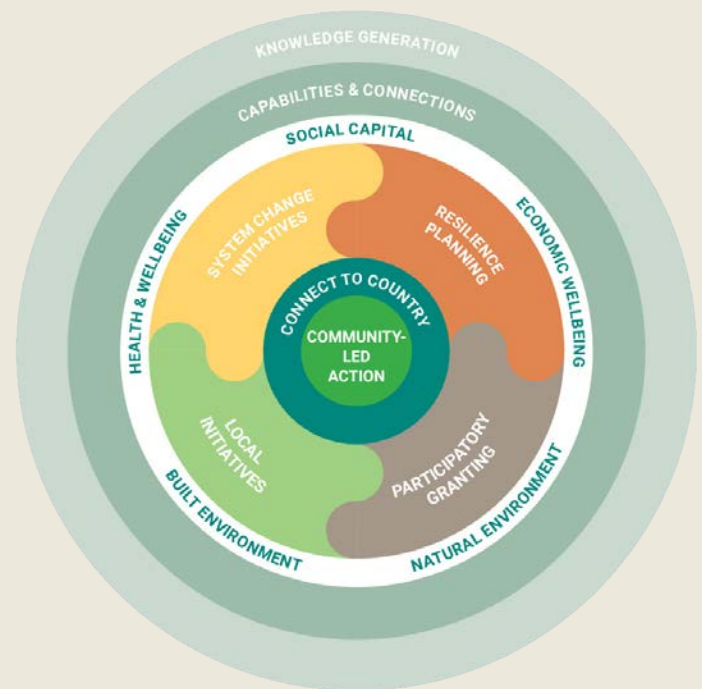 KNOWLEDGE GENERATION
CAPABILITIES & CONNECTIONS
SOCIAL CAPITAL
ECONOMIC WELLBEING
NATURAL ENVIRONMENT
BUILT ENVIRONMENT
HEALTH & WELLBEING
SYSTEM CHANGE
INITIATIVES
RESILIENCE
PLANNING
PARTICIPATORY
GRANTING
LOCAL
INITIATIVES
CONNECT TO COUNTRY
COMMUNITY-
LED
ACTION